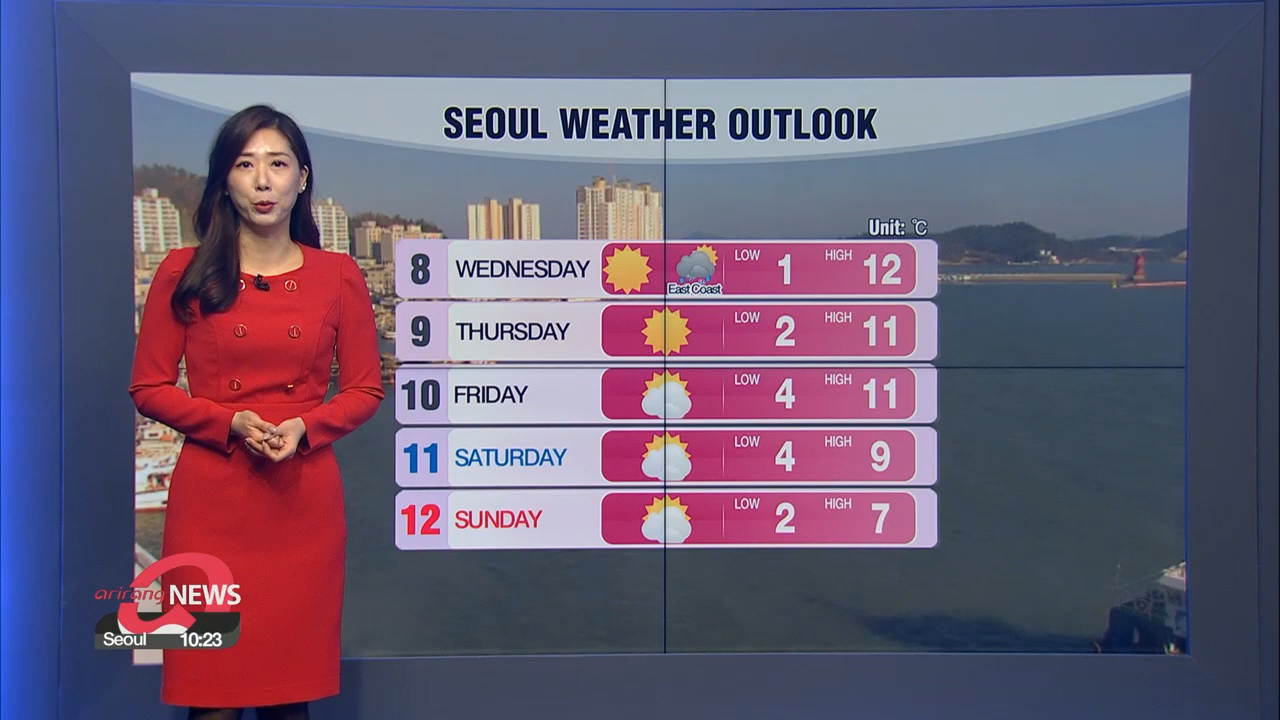 SEOUL WEATHER OUTLOOK
Unit: ℃
8 WEDNESDAY East Coast LOW 1 HIGH 12
9 THURSDAY LOW 2 HIGH 11
10 FRIDAY LOW 4 HIGH 11
11 SATURDAY LOW 4 HIGH 9
12 SUNDAY LOW 2 HIGH 7
arirang NEWS
Seoul 10:23